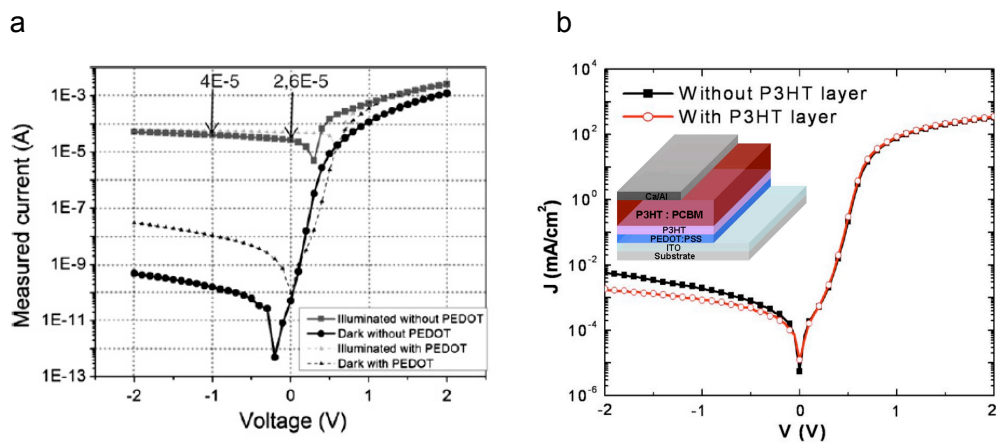 a
4E-5
2,6E-5
1E-3
1E-5
1E-7
1E-9
1E-11
1E-13
Measured current (A)
Illuminated without PEDOT
Dark without PEDOT
Illuminated with PEDOT
Dark with PEDOT
-2
-1
0
1
2
Voltage (V)
b
Without P3HT layer
With P3HT layer
10^4
10^2
10^0
10^-2
10^-4
10^-6
J (mA/cm^2)
Ca/Al
P3HT : PCBM
P3HT
PEDOT:PSS
ITO
Substrate
-2
-1
0
1
2
V (V)